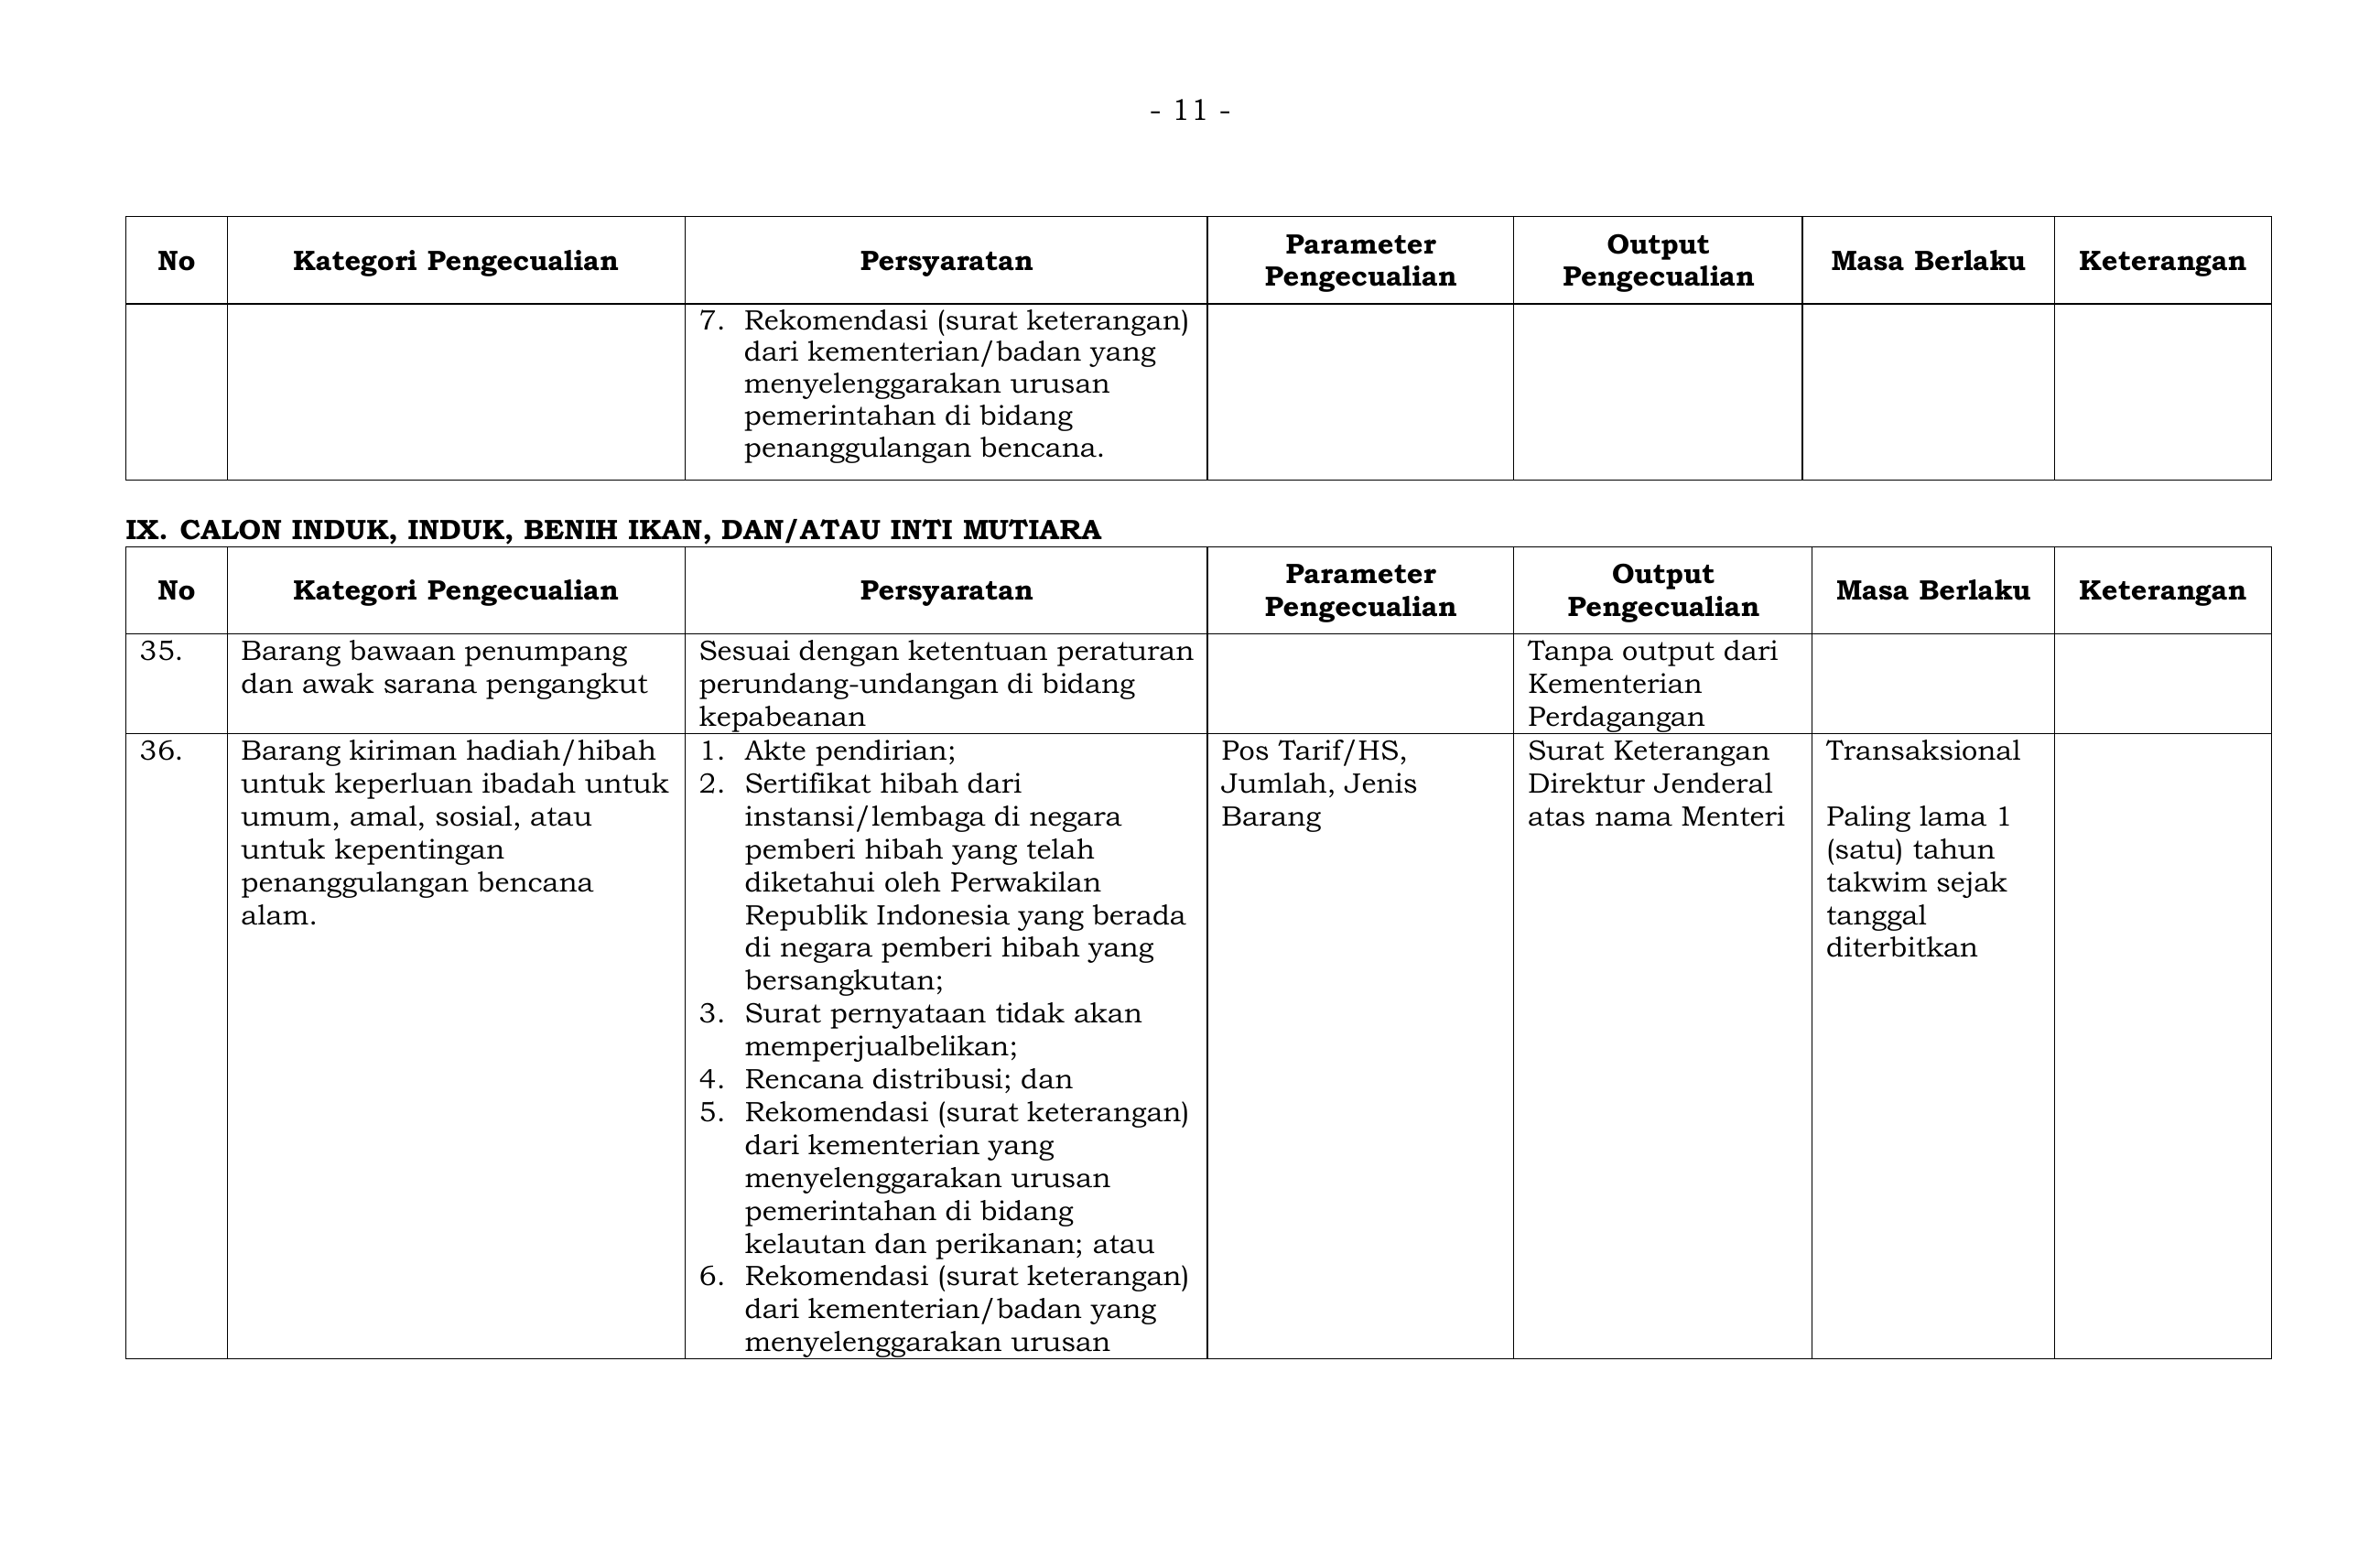 - 11 -
No
Kategori Pengecualian
Persyaratan
Parameter
Pengecualian
Output
Pengecualian
Masa Berlaku
Keterangan
7. Rekomendasi (surat keterangan)
dari kementerian/badan yang
menyelenggarakan urusan
pemerintahan di bidang
penanggulangan bencana.
IX. CALON INDUK, INDUK, BENIH IKAN, DAN/ATAU INTI MUTIARA
No
Kategori Pengecualian
Persyaratan
Parameter
Pengecualian
Output
Pengecualian
Masa Berlaku
Keterangan
35.
Barang bawaan penumpang
dan awak sarana pengangkut
Sesuai dengan ketentuan peraturan
perundang-undangan di bidang
kepabeanan
Tanpa output dari
Kementerian
Perdagangan
36.
Barang kiriman hadiah/hibah
untuk keperluan ibadah untuk
umum, amal, sosial, atau
untuk kepentingan
penanggulangan bencana
alam.
1. Akte pendirian;
2. Sertifikat hibah dari
instansi/lembaga di negara
pemberi hibah yang telah
diketahui oleh Perwakilan
Republik Indonesia yang berada
di negara pemberi hibah yang
bersangkutan;
3. Surat pernyataan tidak akan
memperjualbelikan;
4. Rencana distribusi; dan
5. Rekomendasi (surat keterangan)
dari kementerian yang
menyelenggarakan urusan
pemerintahan di bidang
kelautan dan perikanan; atau
6. Rekomendasi (surat keterangan)
dari kementerian/badan yang
menyelenggarakan urusan
Pos Tarif/HS,
Jumlah, Jenis
Barang
Surat Keterangan
Direktur Jenderal
atas nama Menteri
Transaksional
Paling lama 1
(satu) tahun
takwim sejak
tanggal
diterbitkan